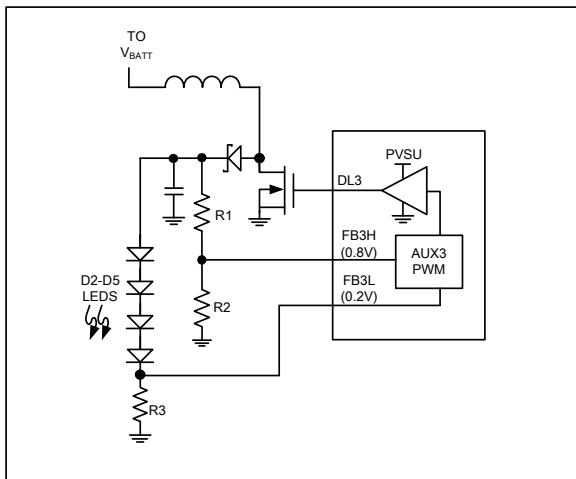 TO
VBATT
PVSU
DL3
R1
FB3H
(0.8V)
AUX3
PWM
FB3L
(0.2V)
D2-D5
LEDS
R2
R3